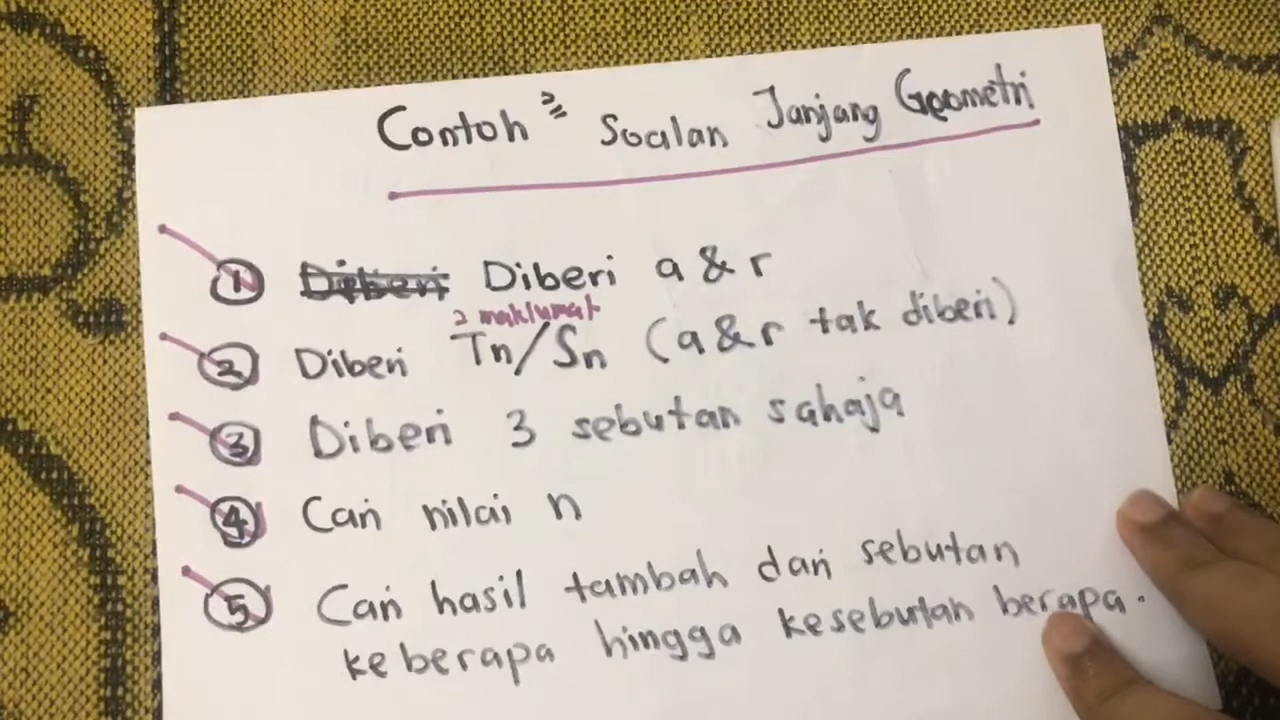 Contoh² Soalan Janjang Geometri
① Diberi Diberi a & r
2 maklumat
② Diberi Tn/Sn (a & r tak diberi)
③ Diberi 3 sebutan sahaja
④ Cari nilai n
⑤ Cari hasil tambah dari sebutan
keberapa hingga kesebutan berapa.